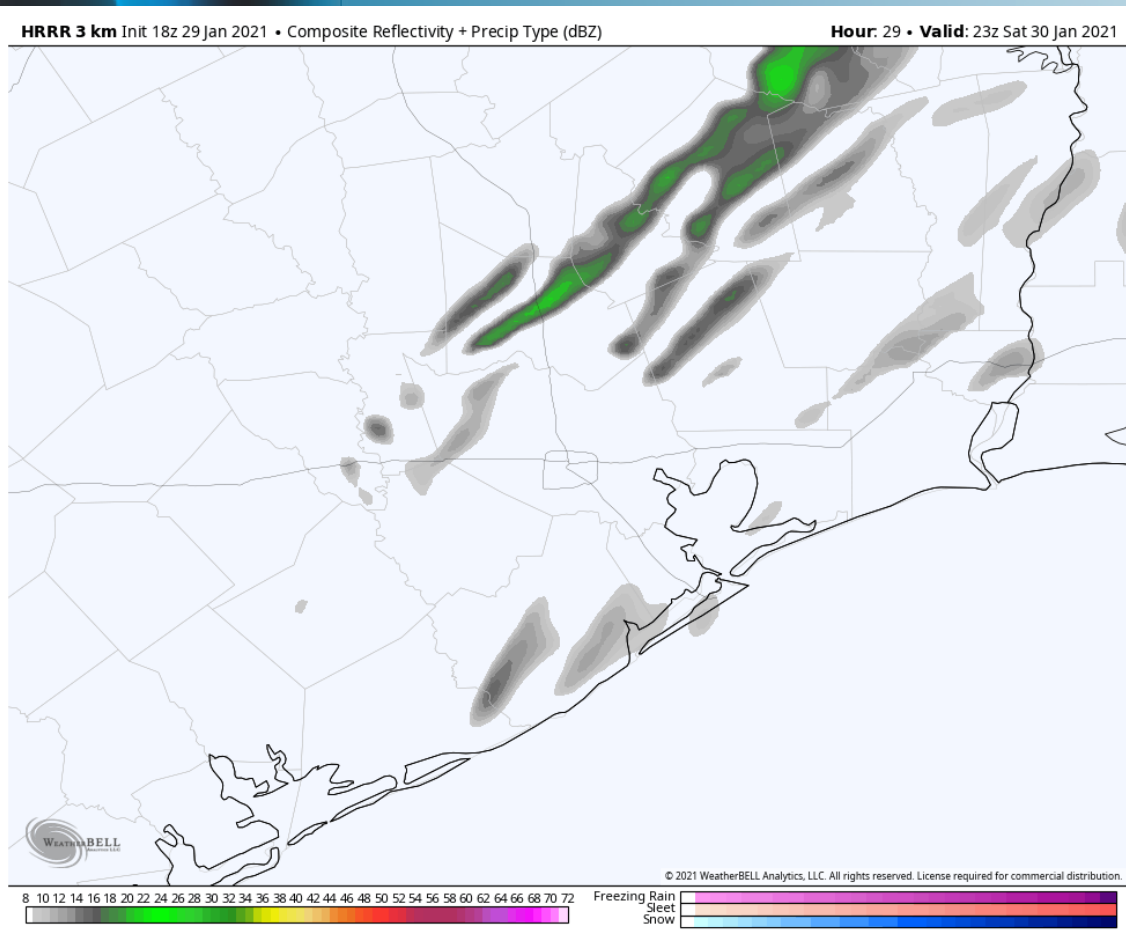 HRRR 3 km Init 18z 29 Jan 2021 • Composite Reflectivity + Precip Type (dBZ) Hour: 29 • Valid: 23z Sat 30 Jan 2021
WEATHERBELL
Analytics LLC
© 2021 WeatherBELL Analytics, LLC. All rights reserved. License required for commercial distribution.
8 10 12 14 16 18 20 22 24 26 28 30 32 34 36 38 40 42 44 46 48 50 52 54 56 58 60 62 64 66 68 70 72
Freezing Rain
Sleet
Snow